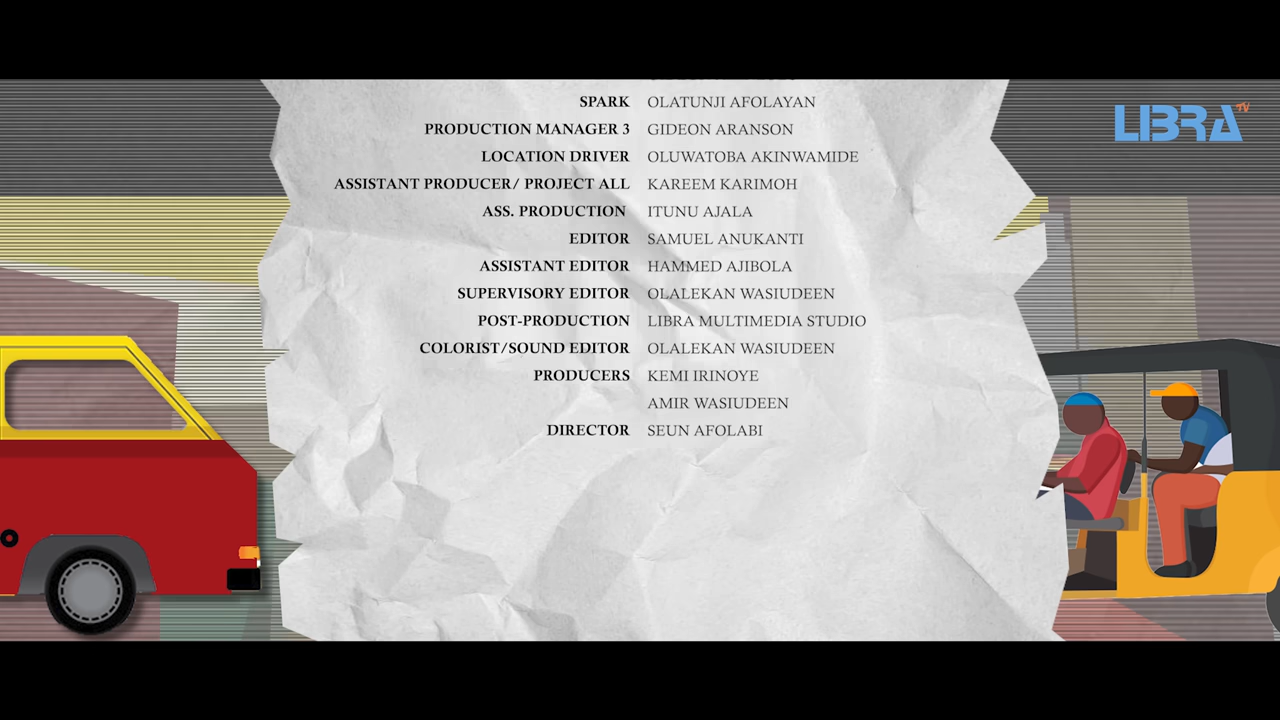 SPARK OLATUNJI AFOLAYAN
LIBRA TV
PRODUCTION MANAGER 3 GIDEON ARANSON
LOCATION DRIVER OLUWATOBA AKINWAMIDE
ASSISTANT PRODUCER/ PROJECT ALL KAREEM KARIMOH
ASS. PRODUCTION ITUNU AJALA
EDITOR SAMUEL ANUKANTI
ASSISTANT EDITOR HAMMED AJIBOLA
SUPERVISORY EDITOR OLALEKAN WASIUDEEN
POST-PRODUCTION LIBRA MULTIMEDIA STUDIO
COLORIST/SOUND EDITOR OLALEKAN WASIUDEEN
PRODUCERS KEMI IRINOYE
AMIR WASIUDEEN
DIRECTOR SEUN AFOLABI